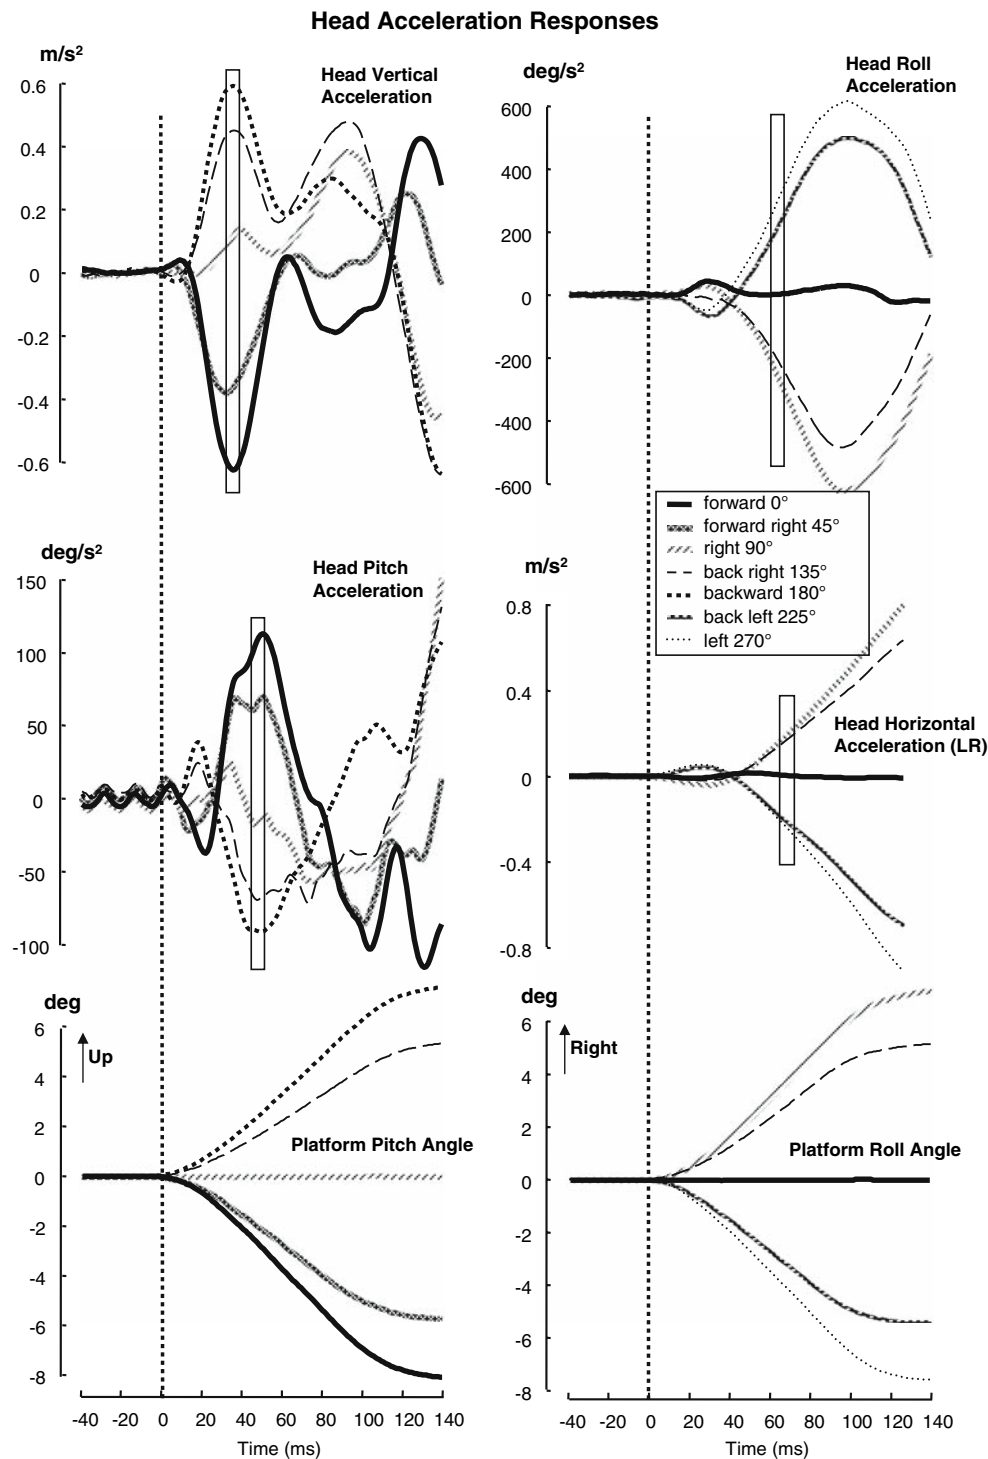 Head Acceleration Responses
m/s²
Head Vertical
Acceleration
0.6
0.4
0.2
0
-0.2
-0.4
-0.6
deg/s²
Head Roll
Acceleration
600
400
200
0
-200
-400
-600
forward 0°
forward right 45°
right 90°
back right 135°
backward 180°
back left 225°
left 270°
deg/s²
Head Pitch
Acceleration
150
100
50
0
-50
-100
m/s²
0.8
0.4
0
-0.4
-0.8
Head Horizontal
Acceleration (LR)
deg
Up
6
4
2
0
-2
-4
-6
-8
Platform Pitch Angle
-40 -20 0 20 40 60 80 100 120 140
Time (ms)
deg
Right
6
4
2
0
-2
-4
-6
-8
Platform Roll Angle
-40 -20 0 20 40 60 80 100 120 140
Time (ms)